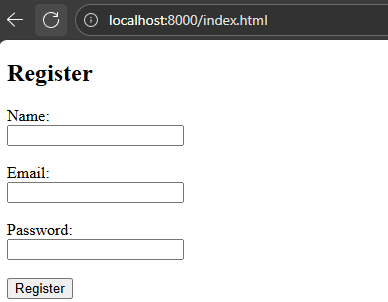 localhost:8000/index.html
Register
Name:
Email:
Password:
Register